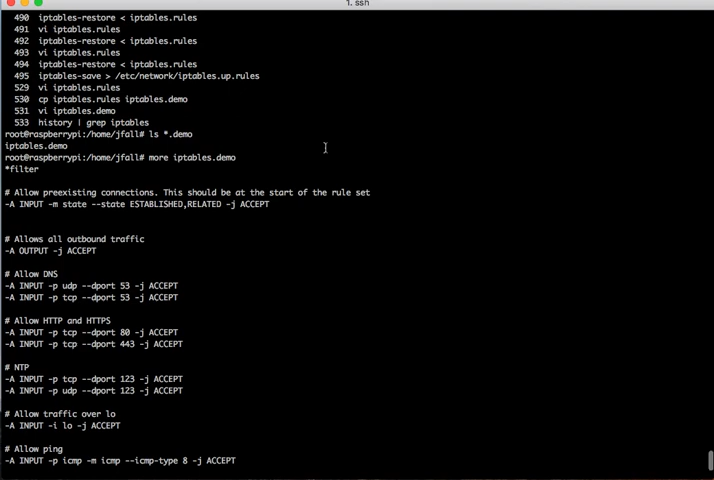 1. ssh
490 iptables-restore < iptables.rules
491 vi iptables.rules
492 iptables-restore < iptables.rules
493 vi iptables.rules
494 iptables-restore < iptables.rules
495 iptables-save > /etc/network/iptables.up.rules
529 vi iptables.rules
530 cp iptables.rules iptables.demo
531 vi iptables.demo
533 history | grep iptables
root@raspberrypi:/home/jfall# ls *.demo
iptables.demo
root@raspberrypi:/home/jfall# more iptables.demo
*filter
# Allow preexisting connections. This should be at the start of the rule set
-A INPUT -m state --state ESTABLISHED,RELATED -j ACCEPT
# Allows all outbound traffic
-A OUTPUT -j ACCEPT
# Allow DNS
-A INPUT -p udp --dport 53 -j ACCEPT
-A INPUT -p tcp --dport 53 -j ACCEPT
# Allow HTTP and HTTPS
-A INPUT -p tcp --dport 80 -j ACCEPT
-A INPUT -p tcp --dport 443 -j ACCEPT
# NTP
-A INPUT -p tcp --dport 123 -j ACCEPT
-A INPUT -p udp --dport 123 -j ACCEPT
# Allow traffic over lo
-A INPUT -i lo -j ACCEPT
# Allow ping
-A INPUT -p icmp -m icmp --icmp-type 8 -j ACCEPT